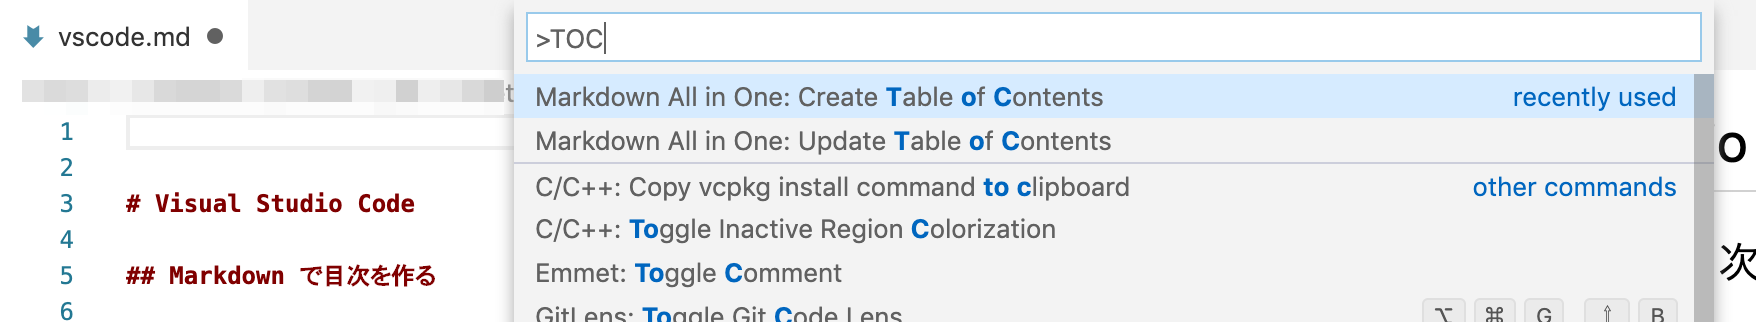 vscode.md
>TOC
Markdown All in One: Create Table of Contents recently used
Markdown All in One: Update Table of Contents
C/C++: Copy vcpkg install command to clipboard other commands
C/C++: Toggle Inactive Region Colorization
Emmet: Toggle Comment
GitLens: Toggle Git Code Lens ⌥ ⌘ G ⇧ B
1
2
3 # Visual Studio Code
4
5 ## Markdown で目次を作る
6
o
次